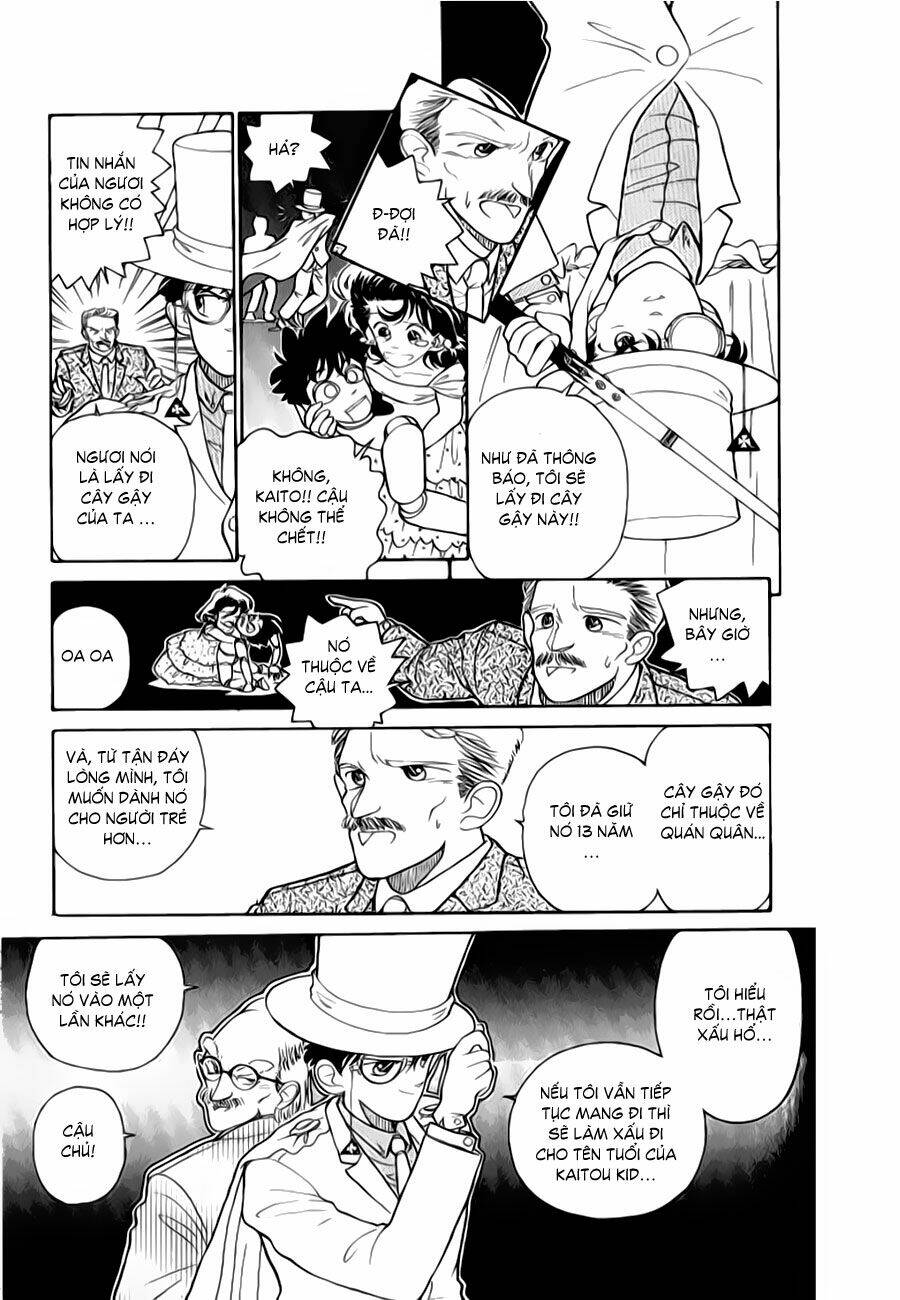 NHƯ ĐÃ THÔNG
BÁO, TÔI SẼ
LẤY ĐI CÂY
GẬY NÀY!!
Đ-ĐỢI
ĐÃ!!
HẢ?
KHÔNG,
KAITO!! CẬU
KHÔNG THỂ
CHẾT!!
TIN NHẮN
CỦA NGƯƠI
KHÔNG CÓ
HỢP LÝ!!
NGƯƠI NÓI
LÀ LẤY ĐI
CÂY GẬY
CỦA TA ...
NHƯNG,
BÂY GIỜ
...
NÓ
THUỘC VỀ
CẬU TA...
OA OA
CÂY GẬY ĐÓ
CHỈ THUỘC VỀ
QUÁN QUÂN...
TÔI ĐÃ GIỮ
NÓ 13 NĂM
...
VÀ, TỪ TẬN ĐÁY
LÒNG MÌNH, TÔI
MUỐN DÀNH NÓ
CHO NGƯỜI TRẺ
HƠN...
TÔI HIỂU
RỒI...THẬT
XẤU HỔ...
NẾU TÔI VẪN TIẾP
TỤC MANG ĐI THÌ
SẼ LÀM XẤU ĐI
CHO TÊN TUỔI CỦA
KAITOU KID...
TÔI SẼ LẤY
NÓ VÀO MỘT
LẦN KHÁC!!
CẬU
CHỦ!